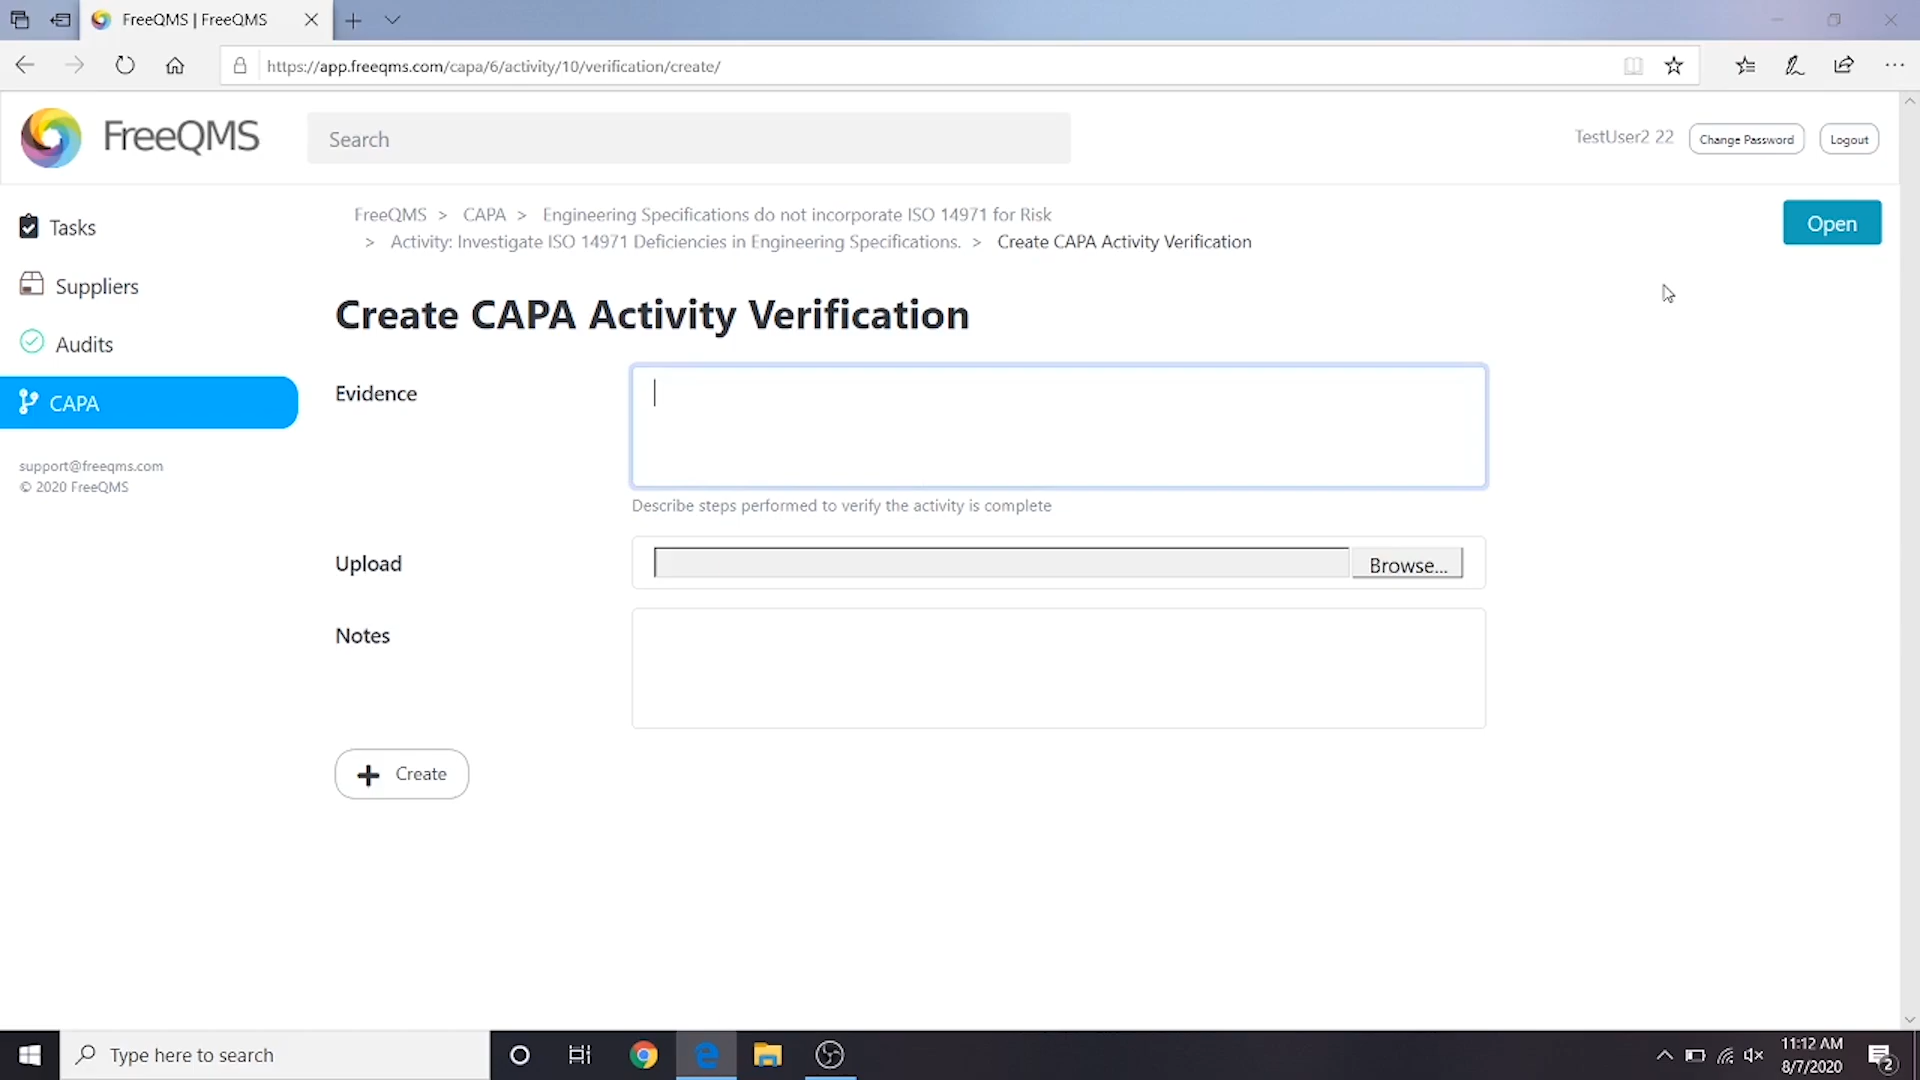 FreeQMS | FreeQMS
https://app.freeqms.com/capa/6/activity/10/verification/create/
FreeQMS
Search
TestUser2 22
Change Password
Logout
Tasks
Suppliers
Audits
CAPA
support@freeqms.com
© 2020 FreeQMS
FreeQMS > CAPA > Engineering Specifications do not incorporate ISO 14971 for Risk
> Activity: Investigate ISO 14971 Deficiencies in Engineering Specifications. > Create CAPA Activity Verification
Open
Create CAPA Activity Verification
Evidence
Describe steps performed to verify the activity is complete
Upload
Browse...
Notes
Create
Type here to search
11:12 AM
8/7/2020
2